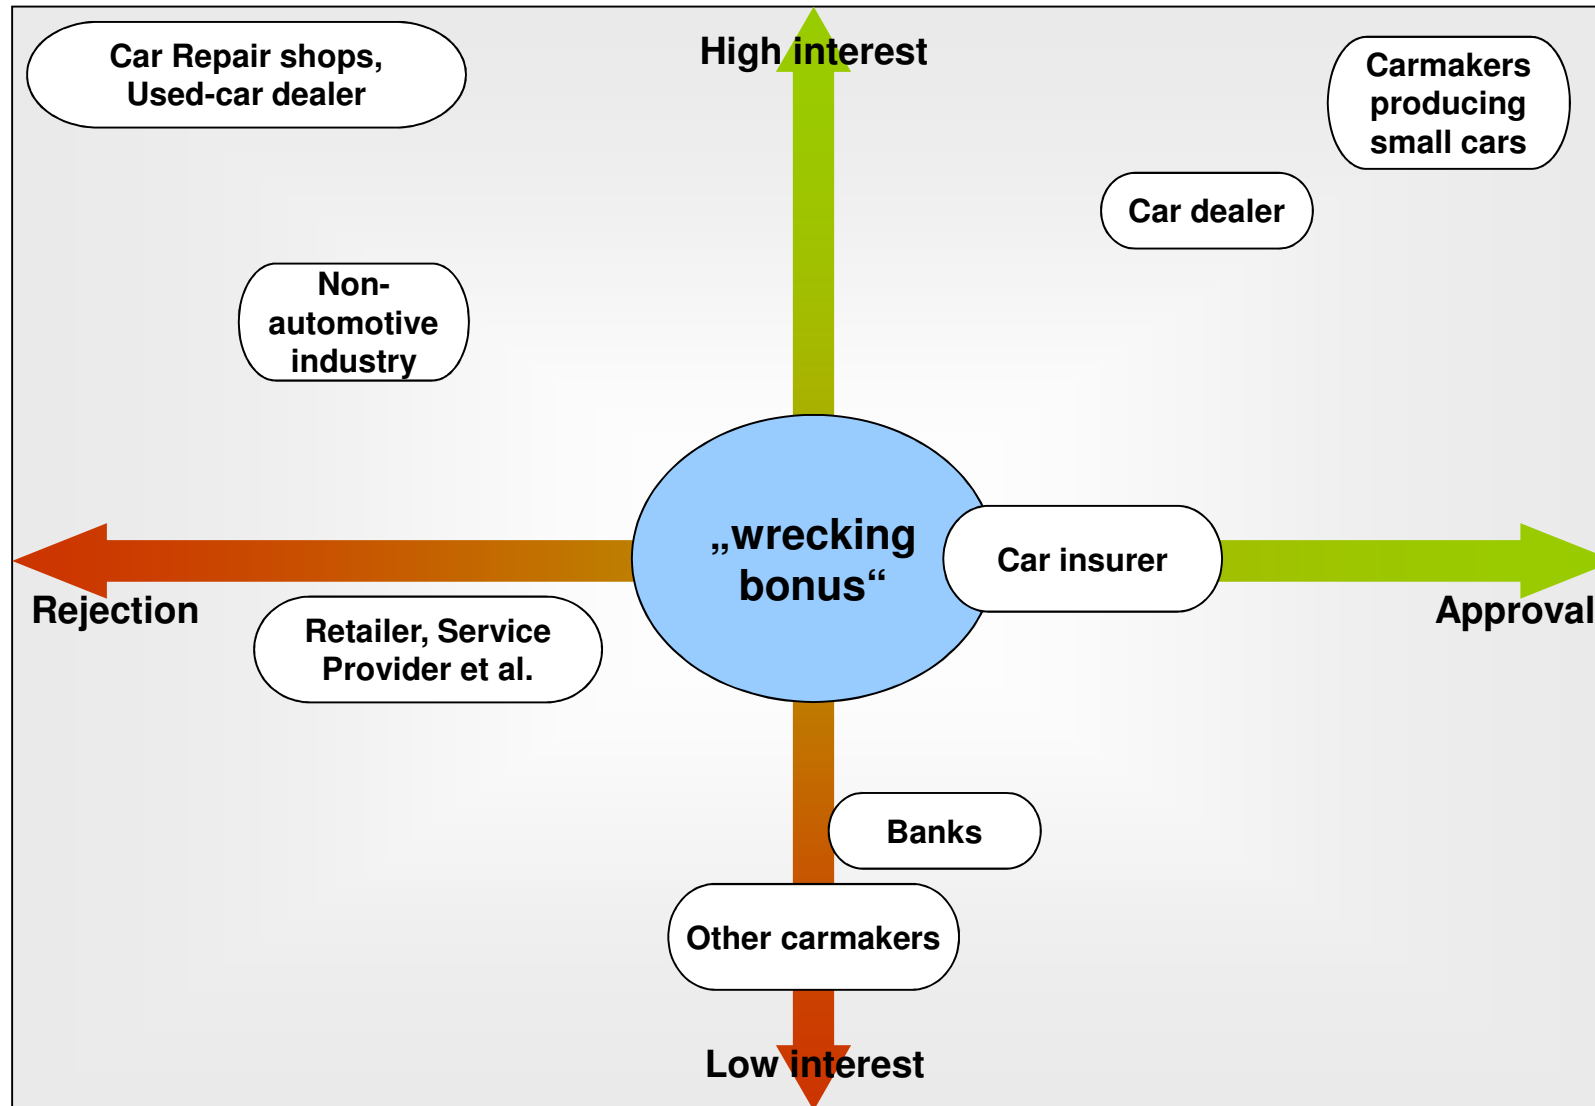 Car Repair shops,
Used-car dealer
High interest
Carmakers
producing
small cars
Car dealer
Non-
automotive
industry
„wrecking
bonus“
Car insurer
Rejection
Approval
Retailer, Service
Provider et al.
Banks
Other carmakers
Low interest